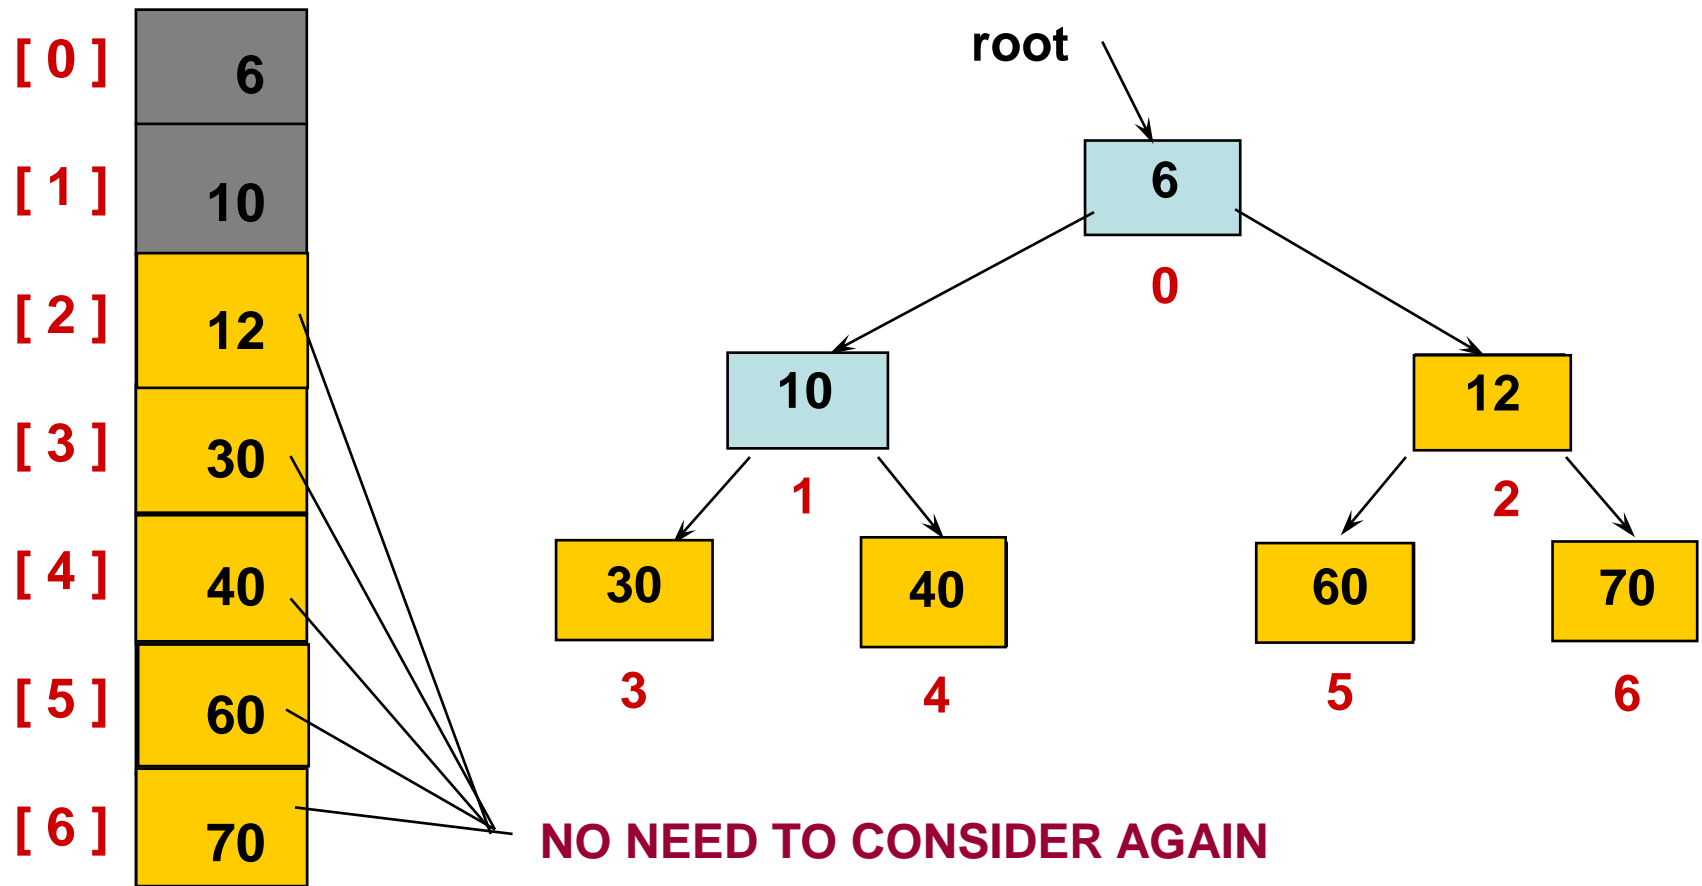 [ 0 ] 6
[ 1 ] 10
[ 2 ] 12
[ 3 ] 30
[ 4 ] 40
[ 5 ] 60
[ 6 ] 70
root
6
0
10 12
1 2
30 40 60 70
3 4 5 6
NO NEED TO CONSIDER AGAIN